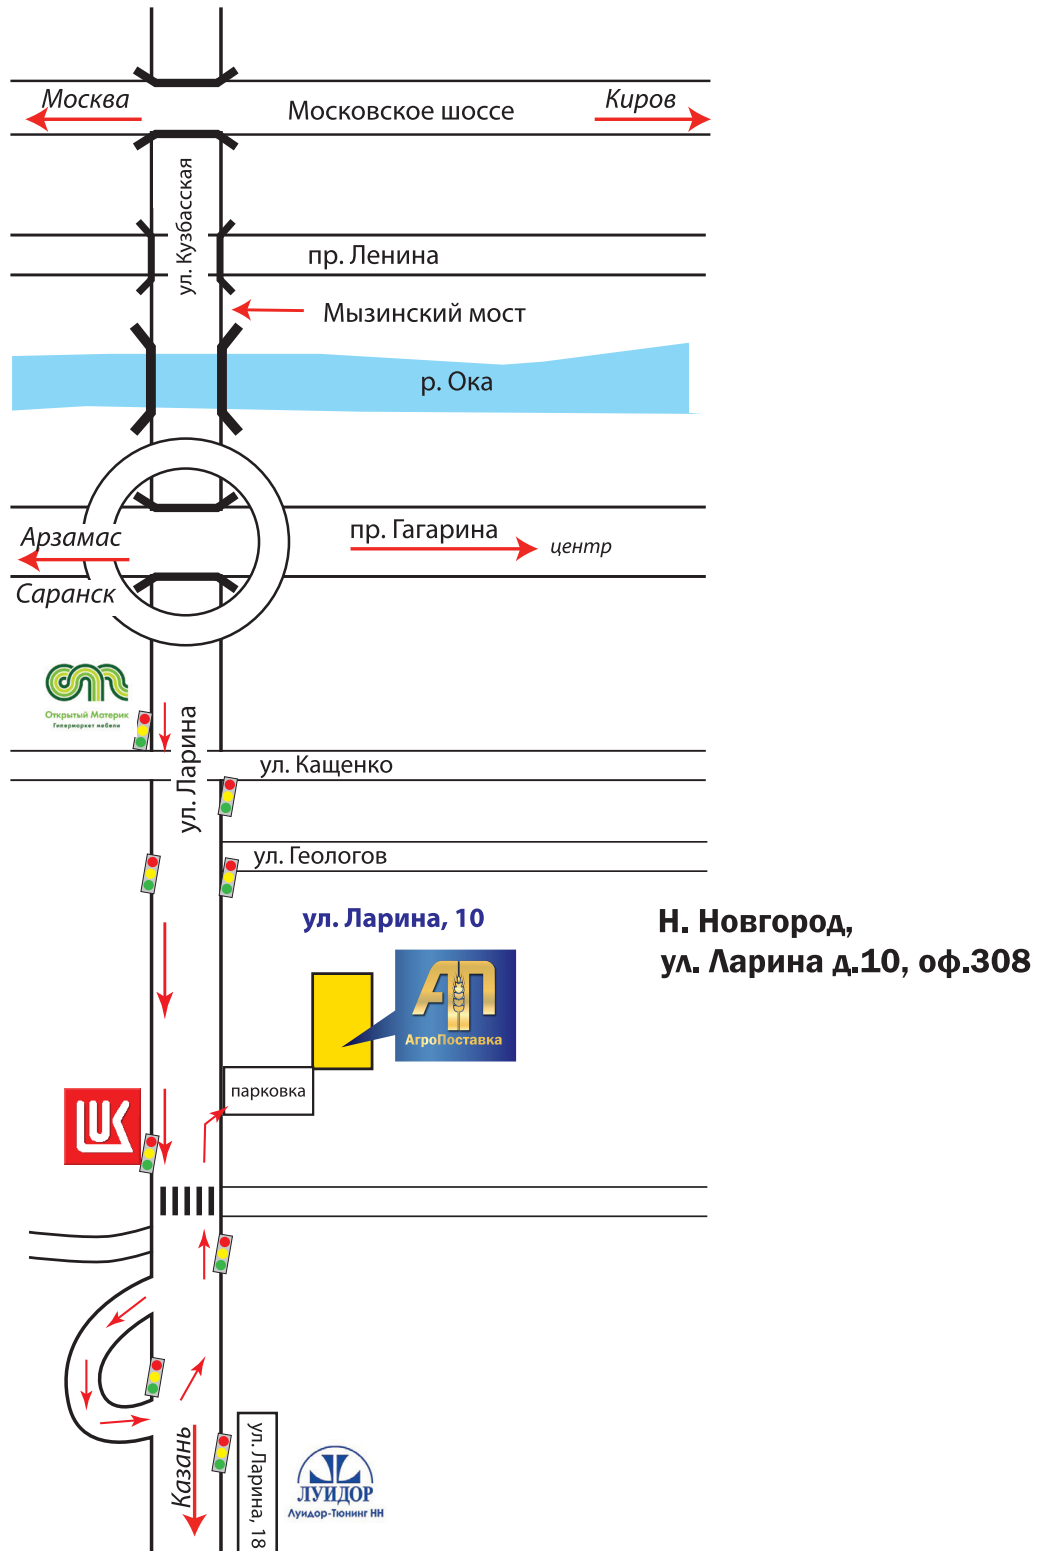 Москва
Московское шоссе
Киров
ул. Кузбасская
пр. Ленина
Мызинский мост
р. Ока
Арзамас
пр. Гагарина
центр
Саранск
Открытый Материк
Гипермаркет мебели
ул. Ларина
ул. Кащенко
ул. Геологов
ул. Ларина, 10
Н. Новгород,
ул. Ларина д.10, оф.308
АП
АгроПоставка
парковка
LUK
Казань
ул. Ларина, 18
ЛУИДОР
Луидор-Тюнинг НН